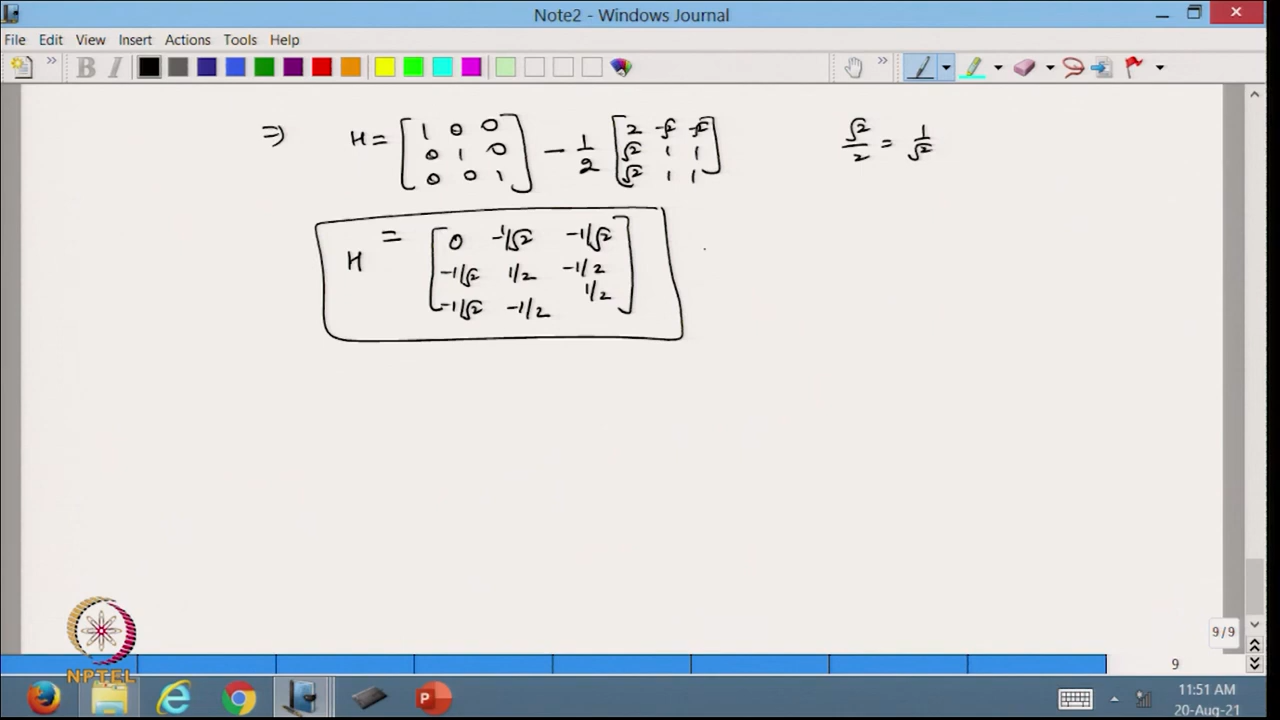 Note2 - Windows Journal
File Edit View Insert Actions Tools Help
⇒ H = [1 0 0 − 1/2 [2 √2 √2 √2/2 = 1/√2
0 1 0 √2 1 1
0 0 1] √2 1 1]
H = [0 -1/√2 -1/√2
-1/√2 1/2 -1/2
-1/√2 -1/2 1/2]
NPTEL
9/9
9
11:51 AM
20-Aug-21